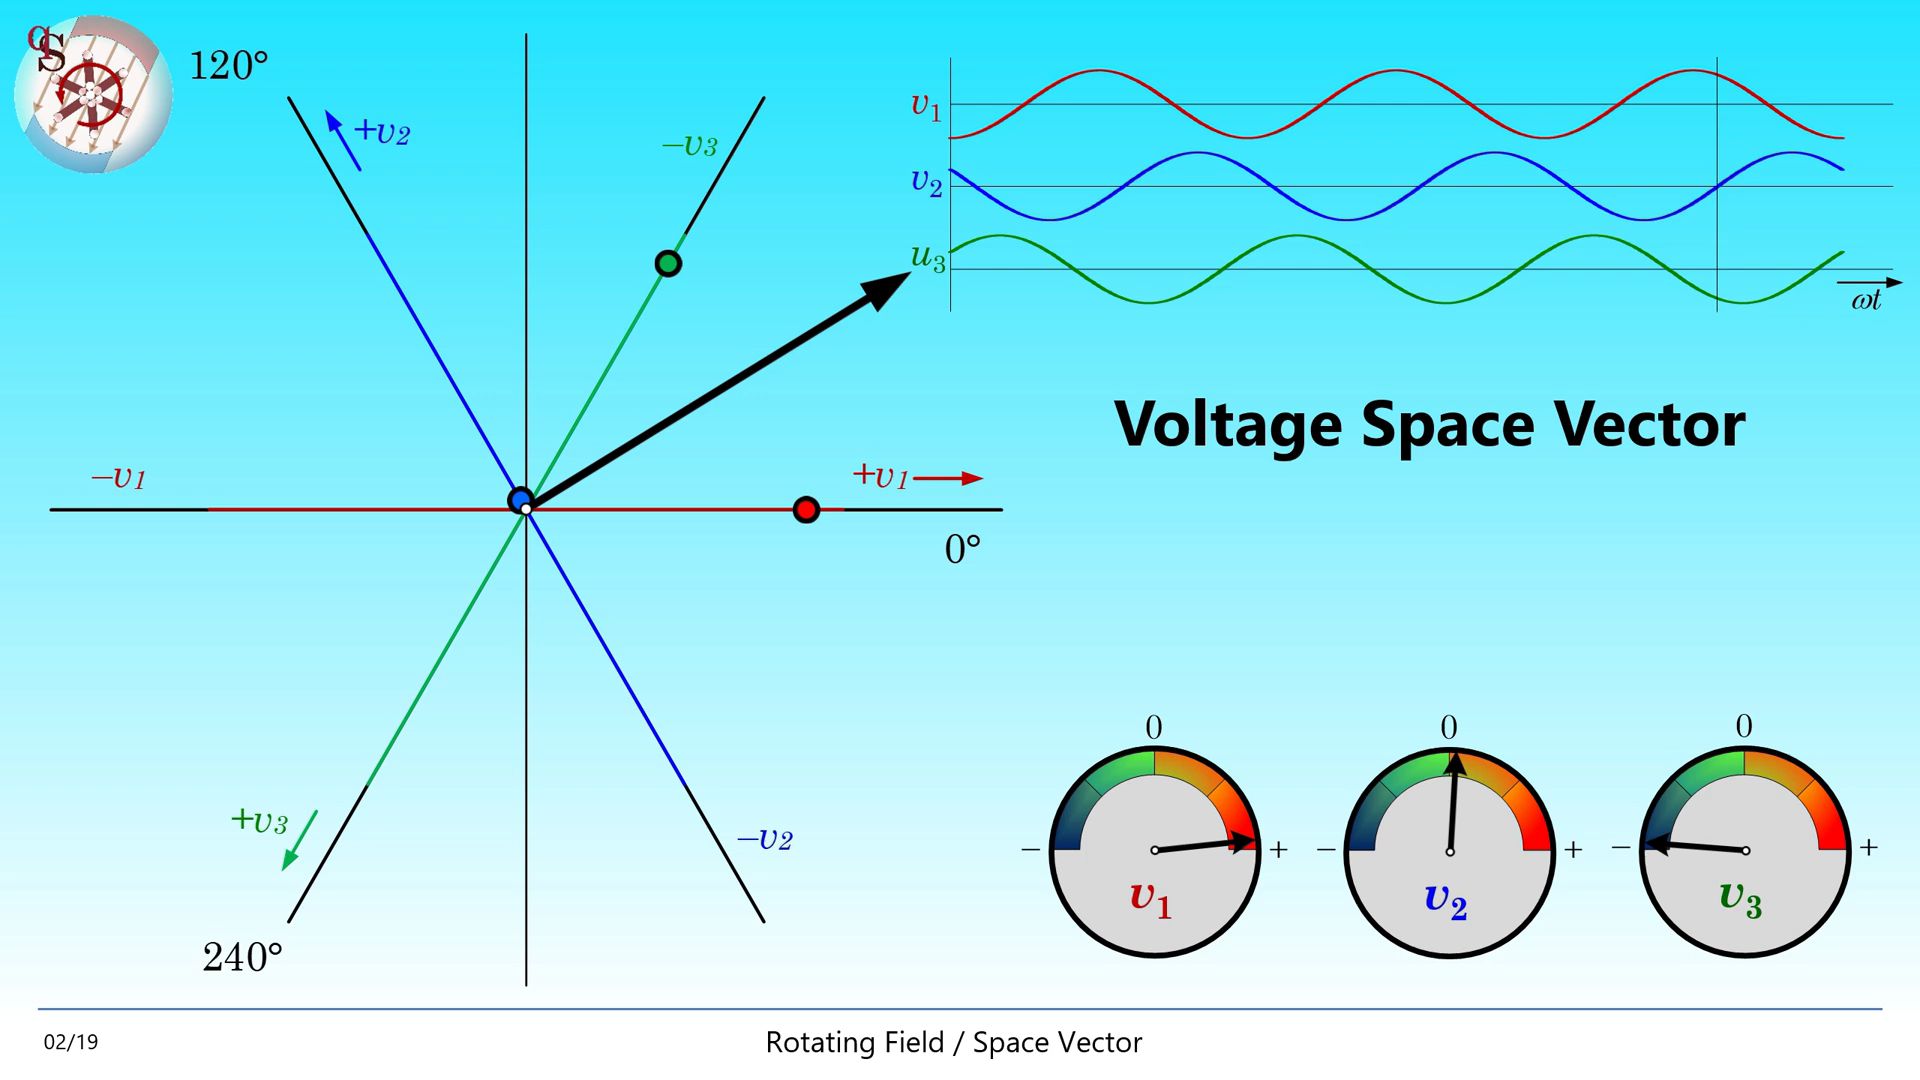 qS
120°
+v2
−v3
v1
v2
u3
ωt
Voltage Space Vector
−v1
+v1
0°
+v3
−v2
240°
0 0 0
− + − + − +
v1 v2 v3
02/19
Rotating Field / Space Vector